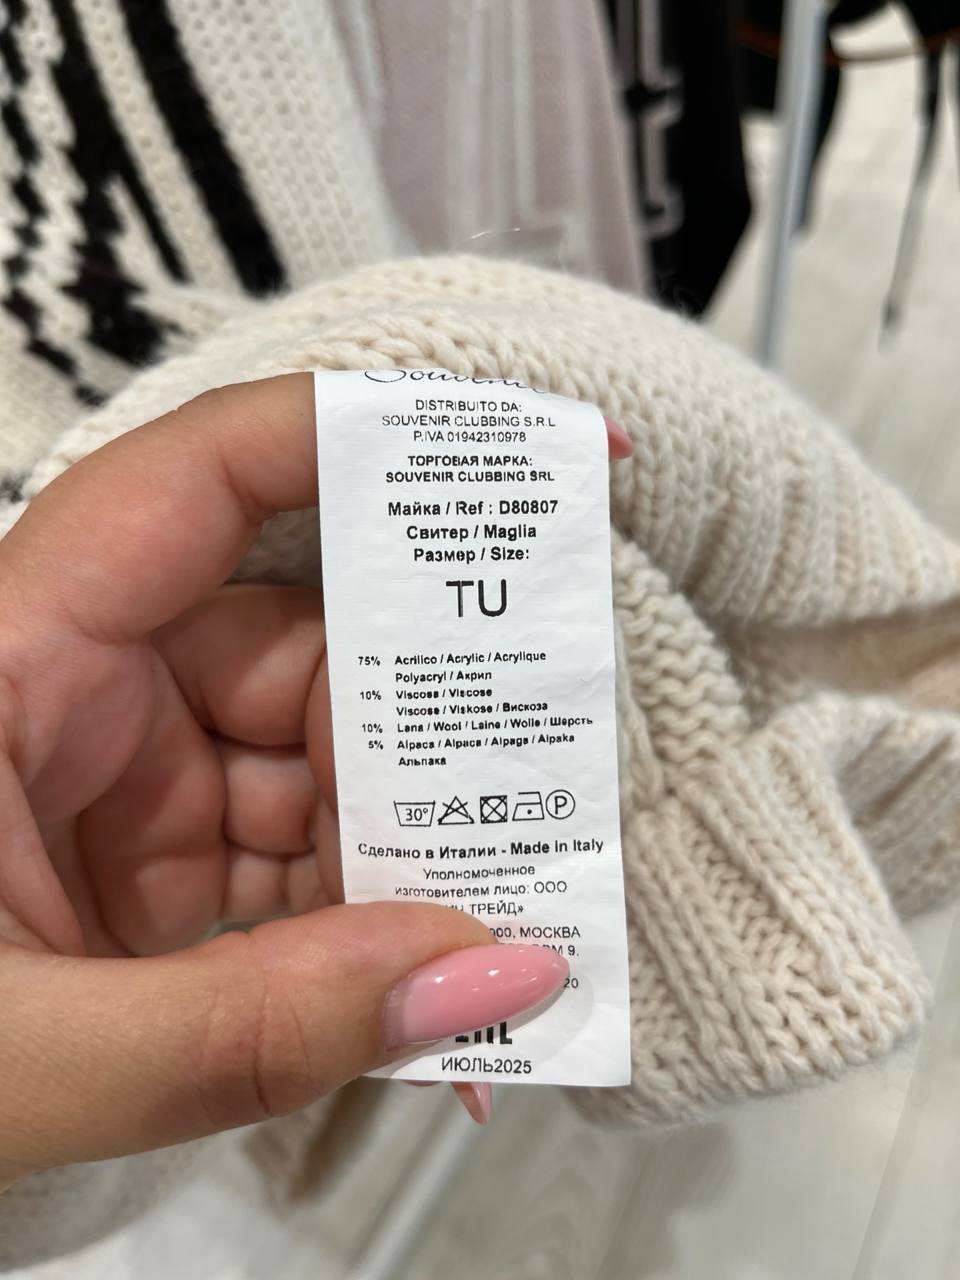 DISTRIBUITO DA:
SOUVENIR CLUBBING S.R.L
P.IVA 01942310978
ТОРГОВАЯ МАРКА:
SOUVENIR CLUBBING SRL
Майка / Ref : D80807
Свитер / Maglia
Размер / Size:
TU
75% Acrilico / Acrylic / Acrylique
Polyacryl / Акрил
10% Viscosa / Viscose
Viscose / Viskose / Вискоза
10% Lana / Wool / Laine / Wolle / Шерсть
5% Alpaca / Alpaca / Alpaga / Alpaka
Альпака
30° P
Сделано в Италии - Made in Italy
Уполномоченное
изготовителем лицо: ООО
ТРЕЙД»
МОСКВА
9.
20
ИЮЛЬ2025